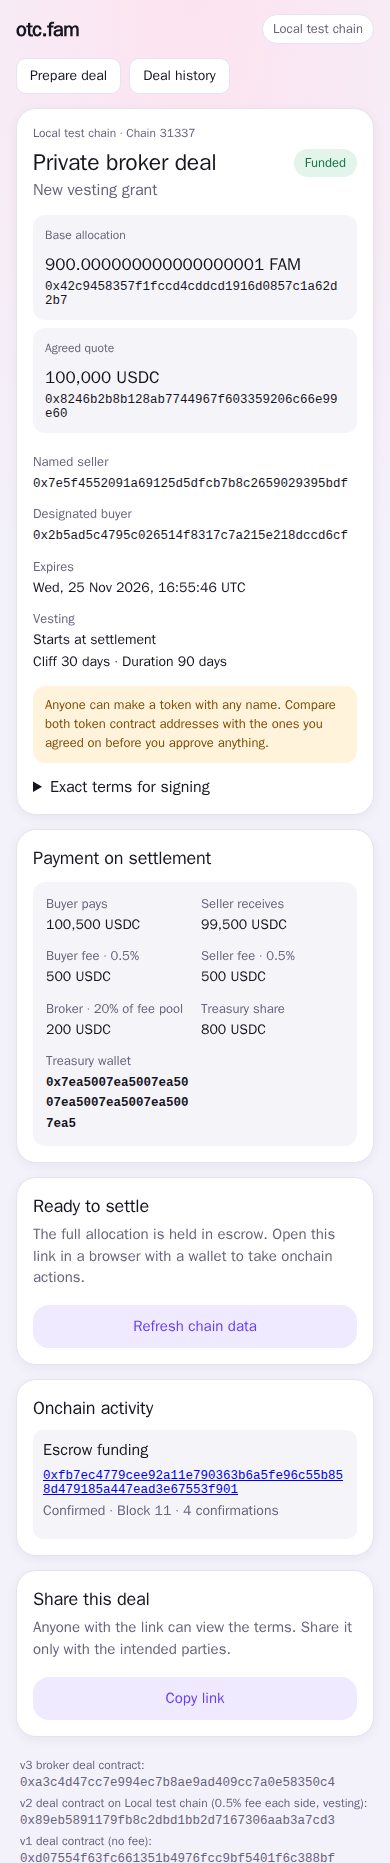 otc.fam
Local test chain
Prepare deal
Deal history
Local test chain · Chain 31337
Private broker deal
Funded
New vesting grant
Base allocation
900.000000000000000001 FAM
0x42c9458357f1fccd4cddcd1916d0857c1a62d
2b7
Agreed quote
100,000 USDC
0x8246b2b8b128ab7744967f603359206c66e99
e60
Named seller
0x7e5f4552091a69125d5dfcb7b8c2659029395bdf
Designated buyer
0x2b5ad5c4795c026514f8317c7a215e218dccd6cf
Expires
Wed, 25 Nov 2026, 16:55:46 UTC
Vesting
Starts at settlement
Cliff 30 days · Duration 90 days
Anyone can make a token with any name. Compare
both token contract addresses with the ones you
agreed on before you approve anything.
Exact terms for signing
Payment on settlement
Buyer pays
100,500 USDC
Seller receives
99,500 USDC
Buyer fee · 0.5%
500 USDC
Seller fee · 0.5%
500 USDC
Broker · 20% of fee pool
200 USDC
Treasury share
800 USDC
Treasury wallet
0x7ea5007ea5007ea50
07ea5007ea5007ea500
7ea5
Ready to settle
The full allocation is held in escrow. Open this
link in a browser with a wallet to take onchain
actions.
Refresh chain data
Onchain activity
Escrow funding
0xfb7ec4779cee92a11e790363b6a5fe96c55b85
8d479185a447ead3e67553f901
Confirmed · Block 11 · 4 confirmations
Share this deal
Anyone with the link can view the terms. Share it
only with the intended parties.
Copy link
v3 broker deal contract:
0xa3c4d47cc7e994ec7b8ae9ad409cc7a0e58350c4
v2 deal contract on Local test chain (0.5% fee each side, vesting):
0x89eb5891179fb8c2dbd1bb2d7167306aab3a7cd3
v1 deal contract (no fee):
0xd07554f63fc661351b4976fcc9bf5401f6c388bf